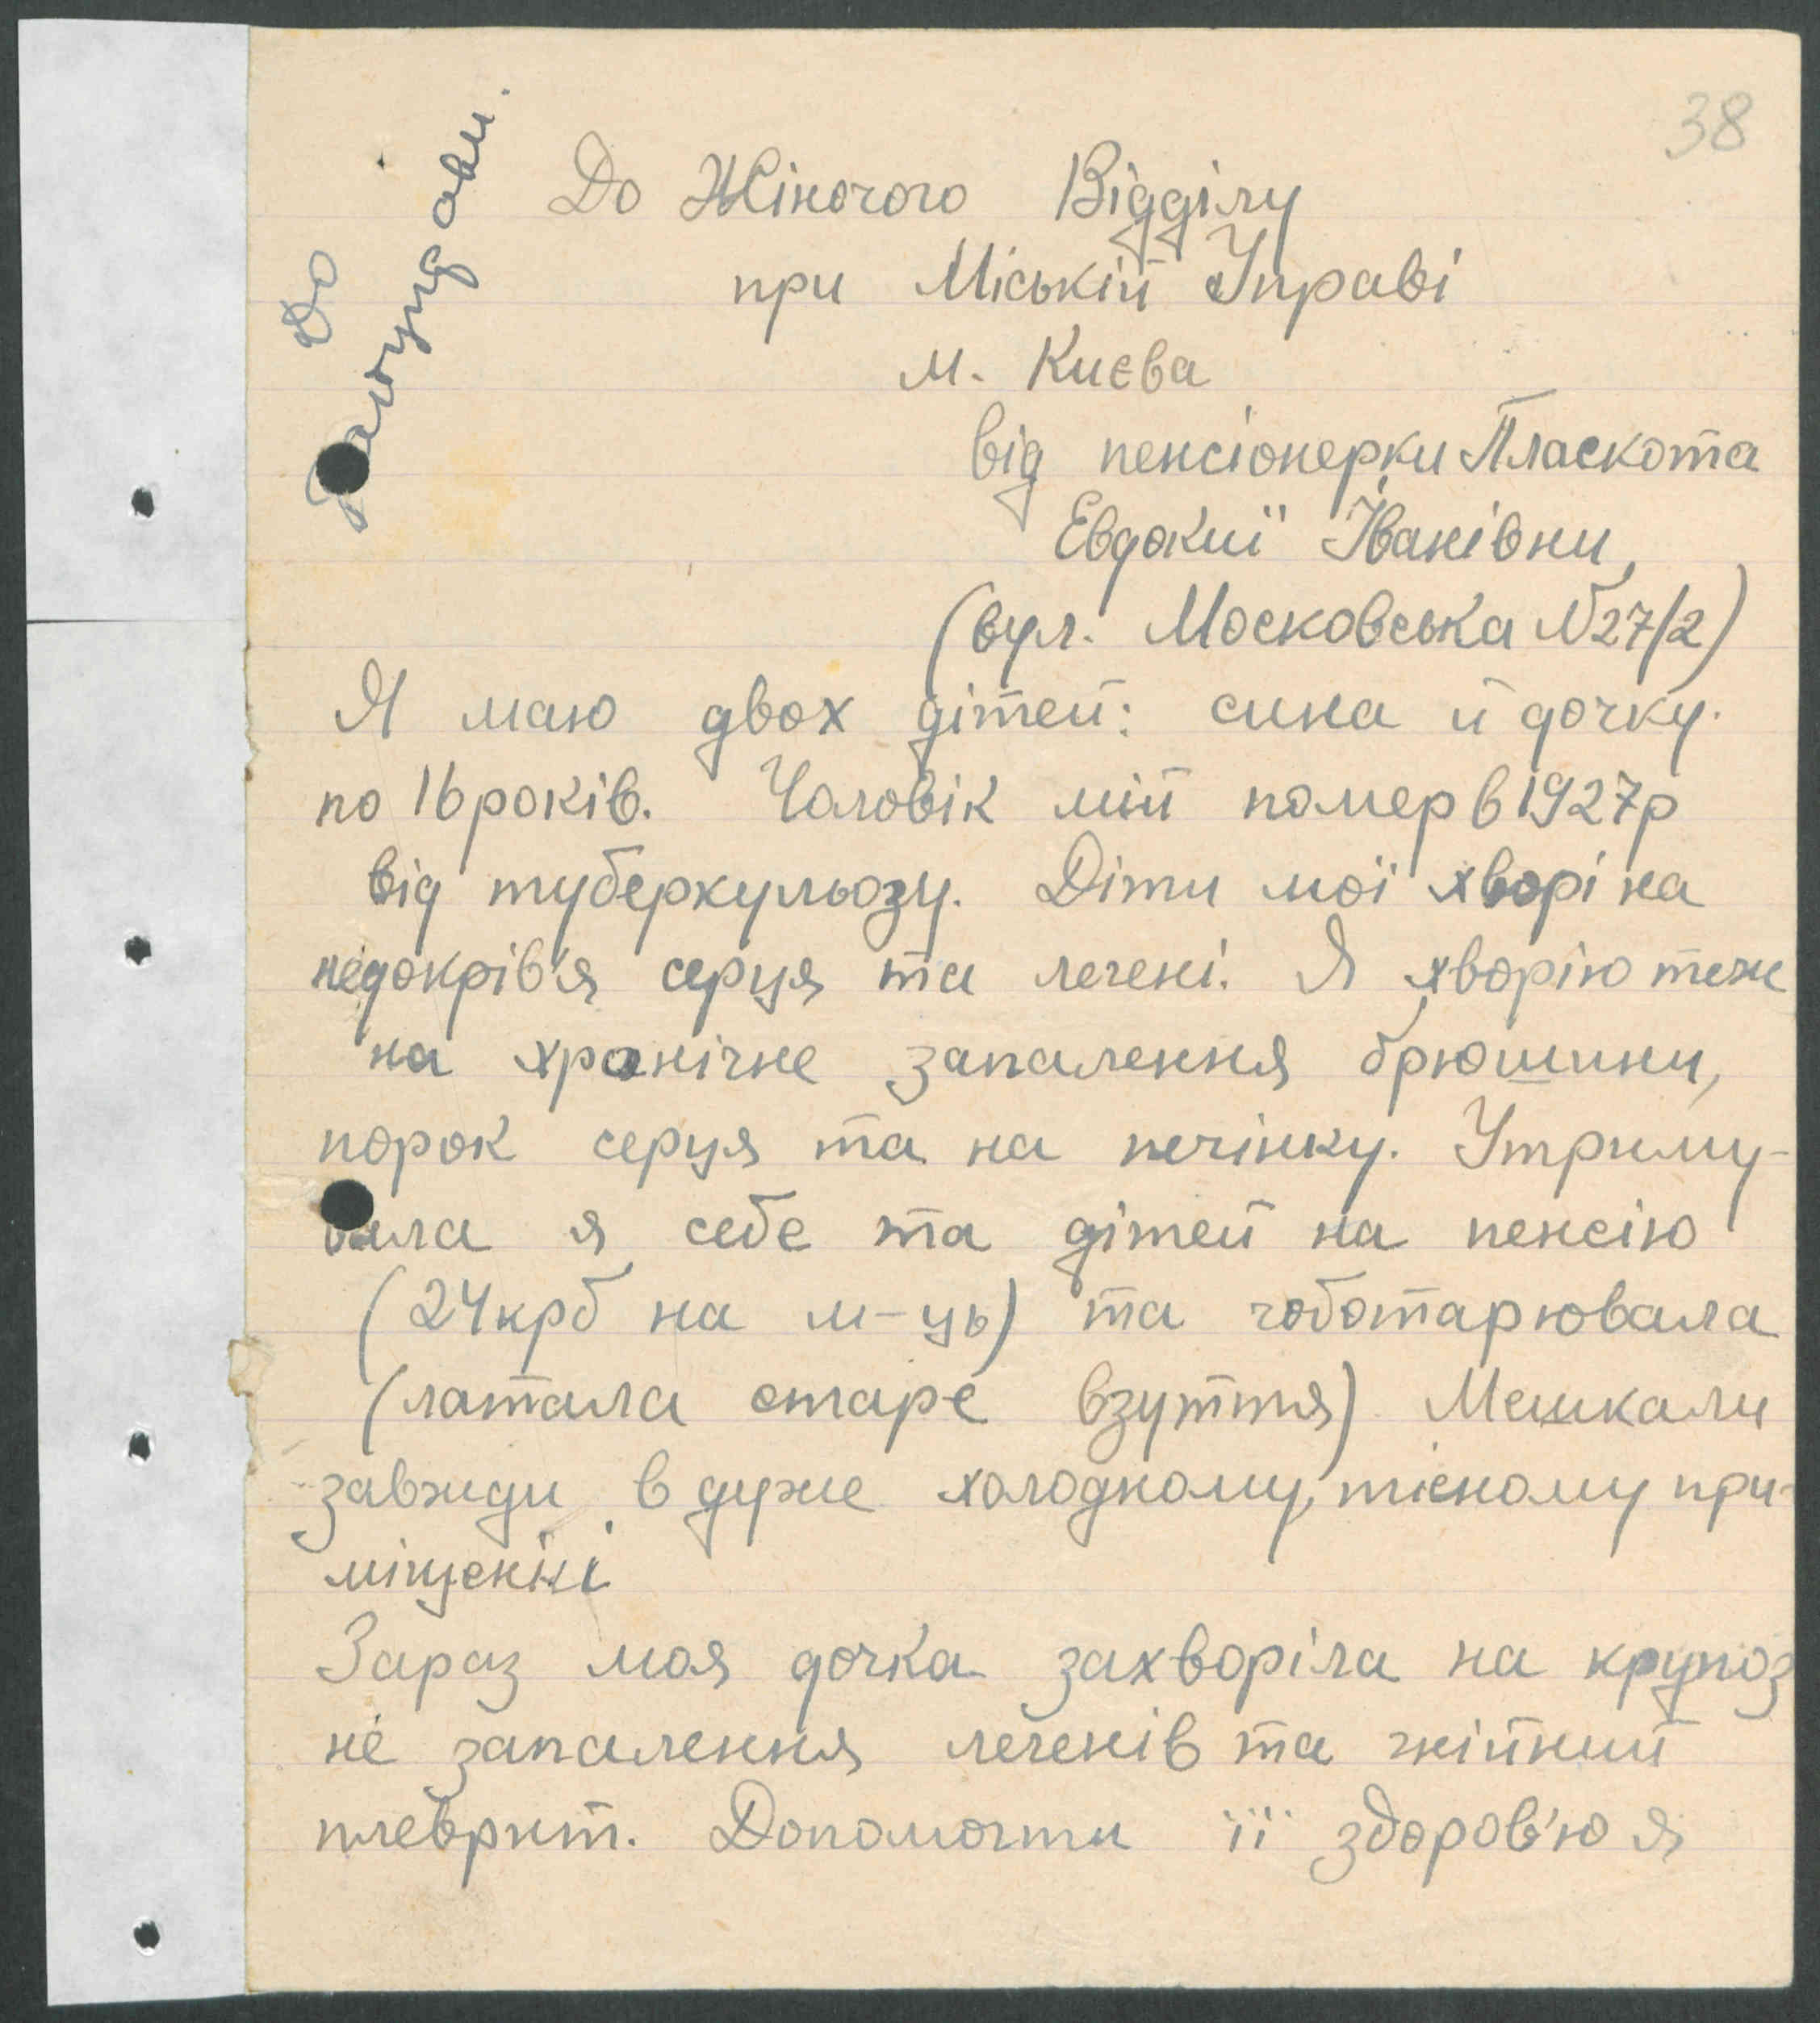 38
До
Райуправи.
До Жіночого Відділу
при Міській Управі
м. Києва
від пенсіонерки Пласкота
Евдокиї Іванівни,
(вул. Московська №27/2)
Я маю двох дітей: сина й дочку
по 16 років. Чоловік мій помер в 1927р
від туберкульозу. Діти мої хворі на
недокрів'я серця та легені. Я хворію теж
на хронічне запалення брюшини,
порок серця та на печінку. Утриму-
вала я себе та дітей на пенсію
(24 крб на м-ць) та чоботарювала
(латала старе взуття) Мешкали
завжди в дуже холодному, тісному при-
міщенні
Зараз моя дочка захворіла на крупоз
не запалення легенів та гнійний
плеврит. Допомогти її здоров'ю я